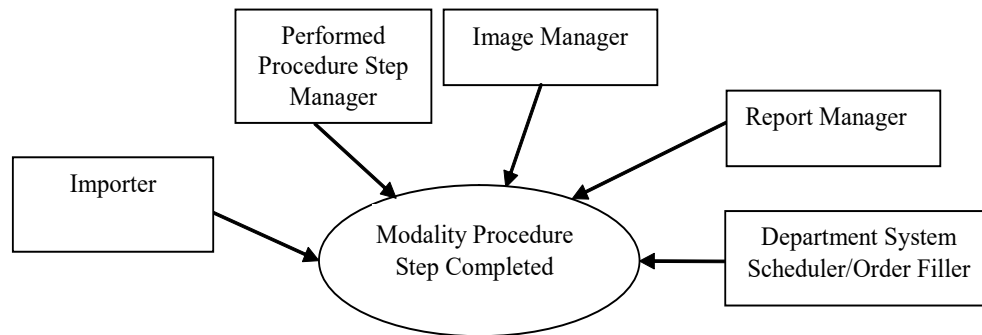 Performed
Procedure Step
Manager
Image Manager
Report Manager
Importer
Modality Procedure
Step Completed
Department System
Scheduler/Order Filler